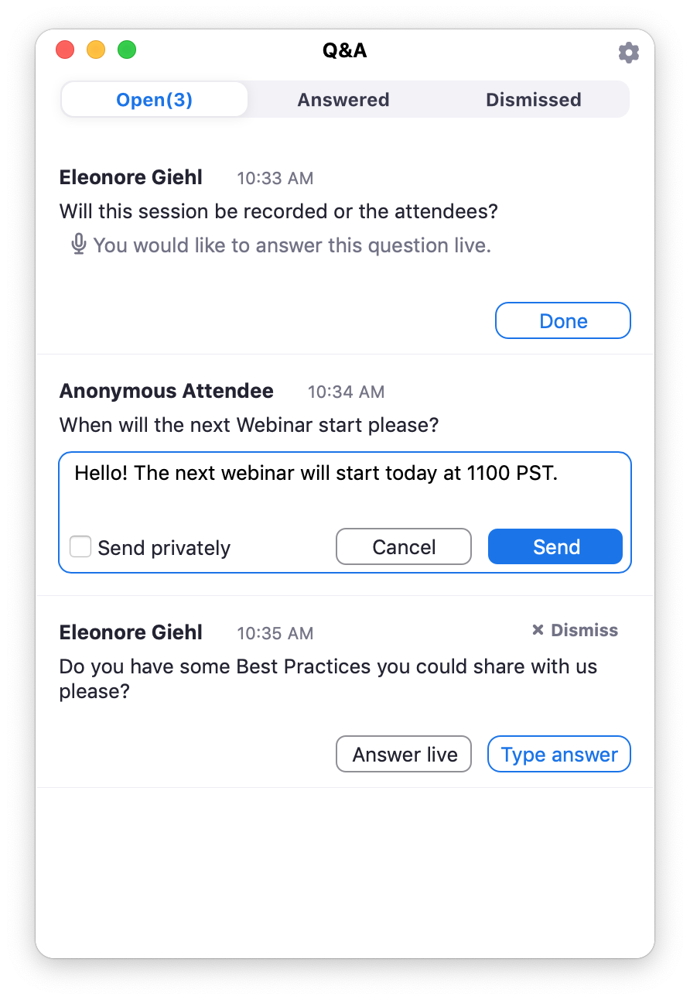 Q&A
Open(3) Answered Dismissed
Eleonore Giehl 10:33 AM
Will this session be recorded or the attendees?
You would like to answer this question live.
Done
Anonymous Attendee 10:34 AM
When will the next Webinar start please?
Hello! The next webinar will start today at 1100 PST.
Send privately Cancel Send
Eleonore Giehl 10:35 AM × Dismiss
Do you have some Best Practices you could share with us
please?
Answer live Type answer